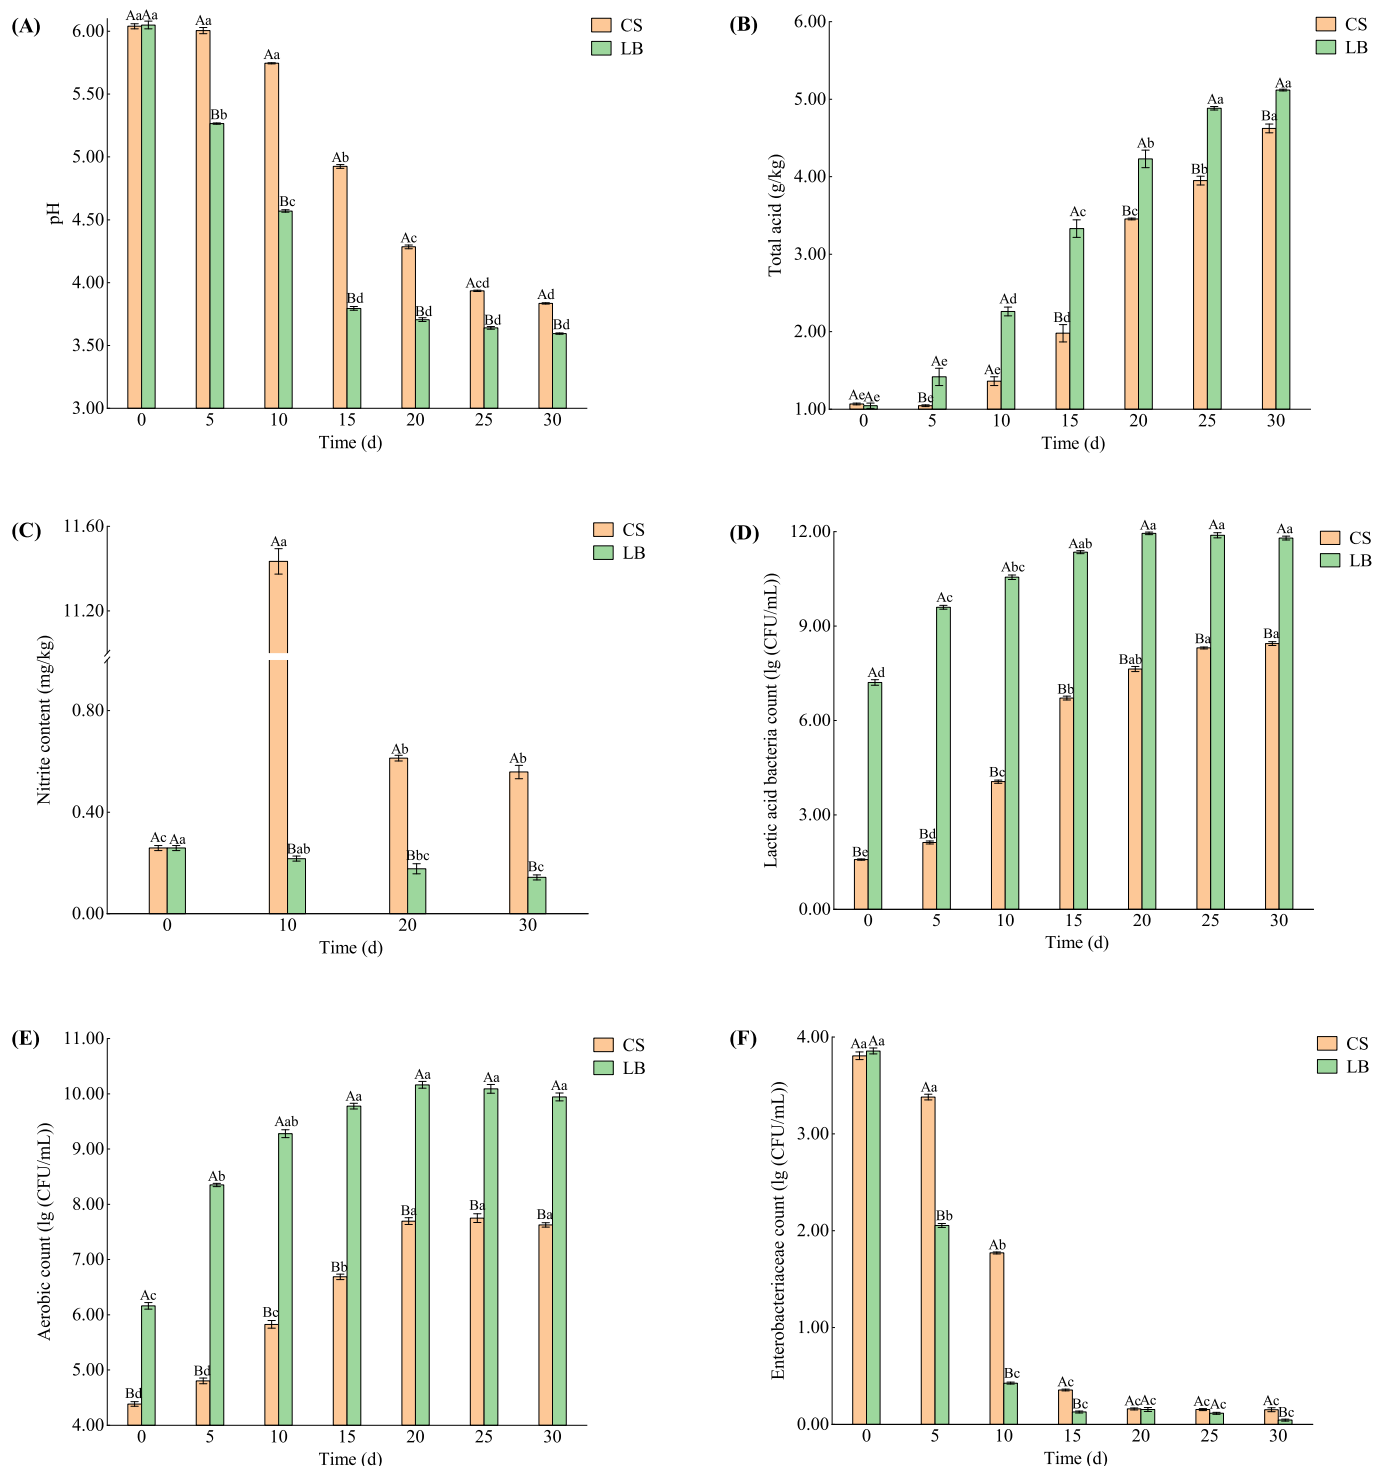 (A)
CS
LB
pH
6.00
5.50
5.00
4.50
4.00
3.50
3.00
Aa Aa Aa Bb Aa Bc Ab Bd Ac Bd Acd Bd Ad Bd
0 5 10 15 20 25 30
Time (d)
(B)
CS
LB
Total acid (g/kg)
6.00
5.00
4.00
3.00
2.00
1.00
Ae Ae Be Ae Ae Ad Bd Ac Bc Ab Bb Aa Ba Aa
0 5 10 15 20 25 30
Time (d)
(C)
CS
LB
Nitrite content (mg/kg)
11.60
11.20
0.80
0.40
0.00
Ac Aa Aa Bab Ab Bbc Ab Bc
0 10 20 30
Time (d)
(D)
CS
LB
Lactic acid bacteria count (lg (CFU/mL))
12.00
9.00
6.00
3.00
0.00
Be Ad Bd Ac Bc Abc Bb Aab Bab Aa Ba Aa Ba Aa
0 5 10 15 20 25 30
Time (d)
(E)
CS
LB
Aerobic count (lg (CFU/mL))
11.00
10.00
9.00
8.00
7.00
6.00
5.00
4.00
Bd Ac Bd Ab Bc Aab Bb Aa Ba Aa Ba Aa Ba Aa
0 5 10 15 20 25 30
Time (d)
(F)
CS
LB
Enterobacteriaceae count (lg (CFU/mL))
4.00
3.00
2.00
1.00
0.00
Aa Aa Aa Bb Ab Bc Ac Bc Ac Ac Ac Ac Ac Bc
0 5 10 15 20 25 30
Time (d)